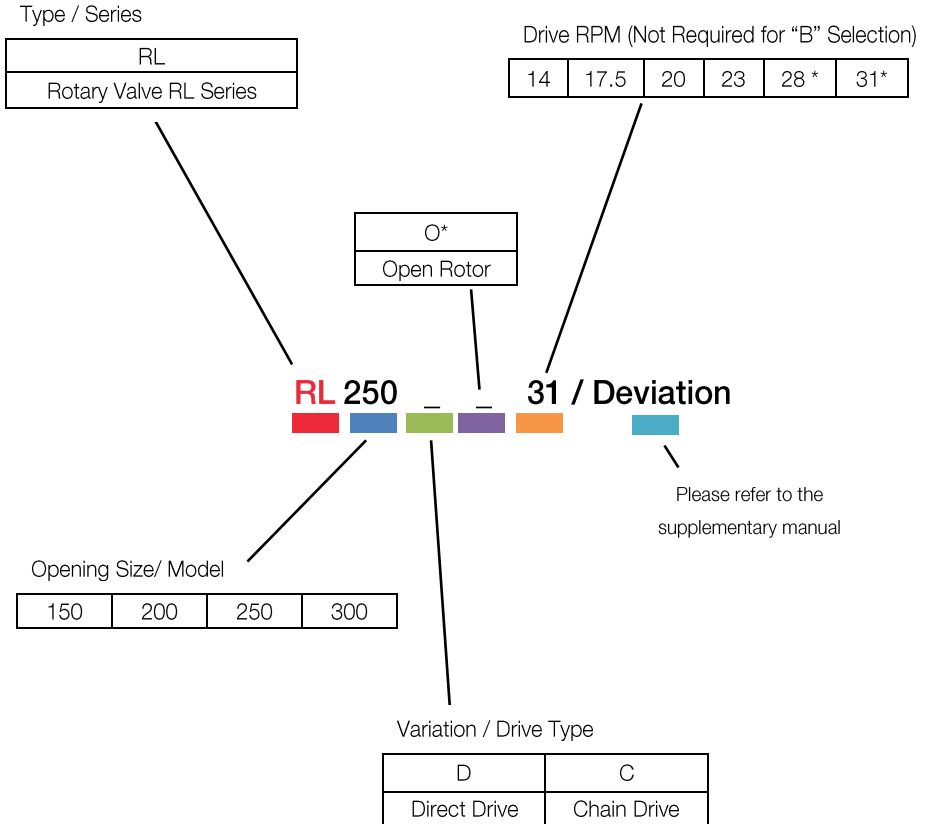 Type / Series
RL
Rotary Valve RL Series
Drive RPM (Not Required for “B” Selection)
14 17.5 20 23 28 * 31*
O*
Open Rotor
RL 250 _ _ 31 / Deviation
Please refer to the
supplementary manual
Opening Size/ Model
150 200 250 300
Variation / Drive Type
D C
Direct Drive Chain Drive